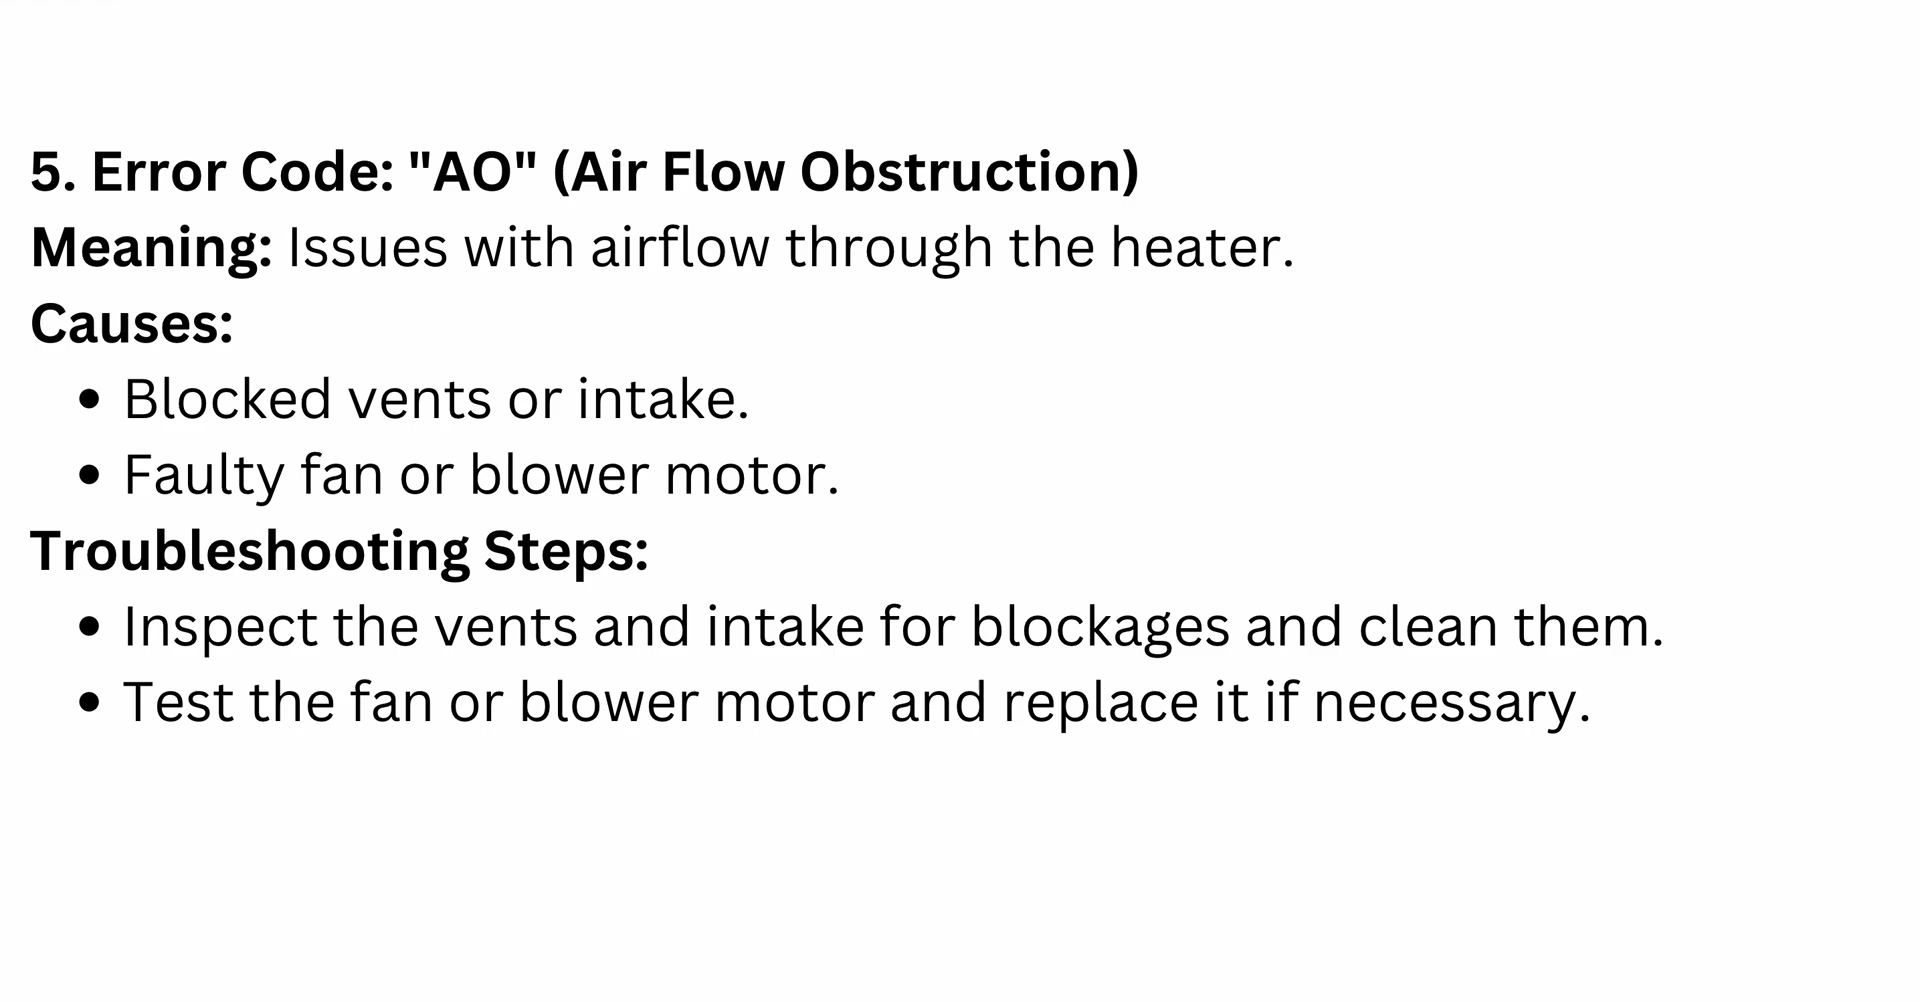 5. Error Code: "AO" (Air Flow Obstruction)
Meaning: Issues with airflow through the heater.
Causes:
• Blocked vents or intake.
• Faulty fan or blower motor.
Troubleshooting Steps:
• Inspect the vents and intake for blockages and clean them.
• Test the fan or blower motor and replace it if necessary.